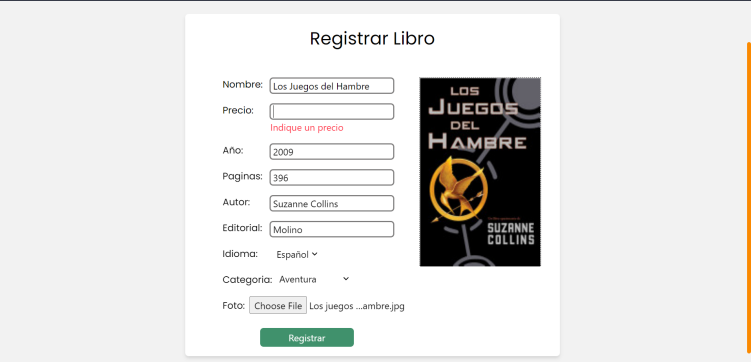 Registrar Libro
Nombre: Los Juegos del Hambre
Precio:
Indique un precio
Año: 2009
Paginas: 396
Autor: Suzanne Collins
Editorial: Molino
Idioma: Español
Categoria: Aventura
Foto: Choose File Los juegos ...ambre.jpg
Registrar
LOS
JUEGOS
DEL
HAMBRE
SUZANNE
COLLINS